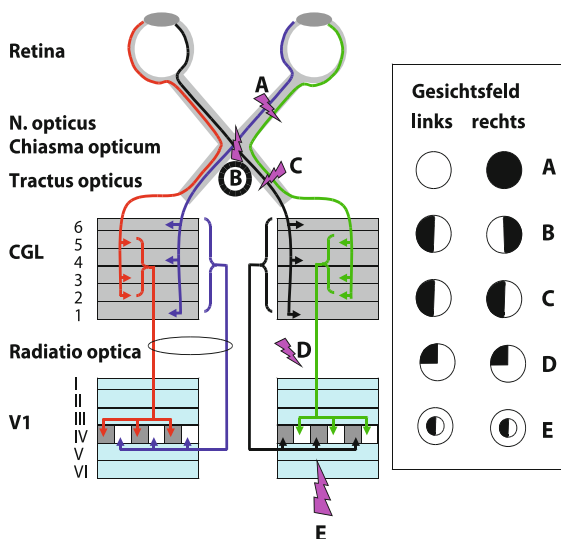 Retina
A
N. opticus
Chiasma opticum
B
C
Tractus opticus
CGL
6
5
4
3
2
1
Radiatio optica
D
V1
I
II
III
IV
V
VI
E
Gesichtsfeld
links rechts
A
B
C
D
E